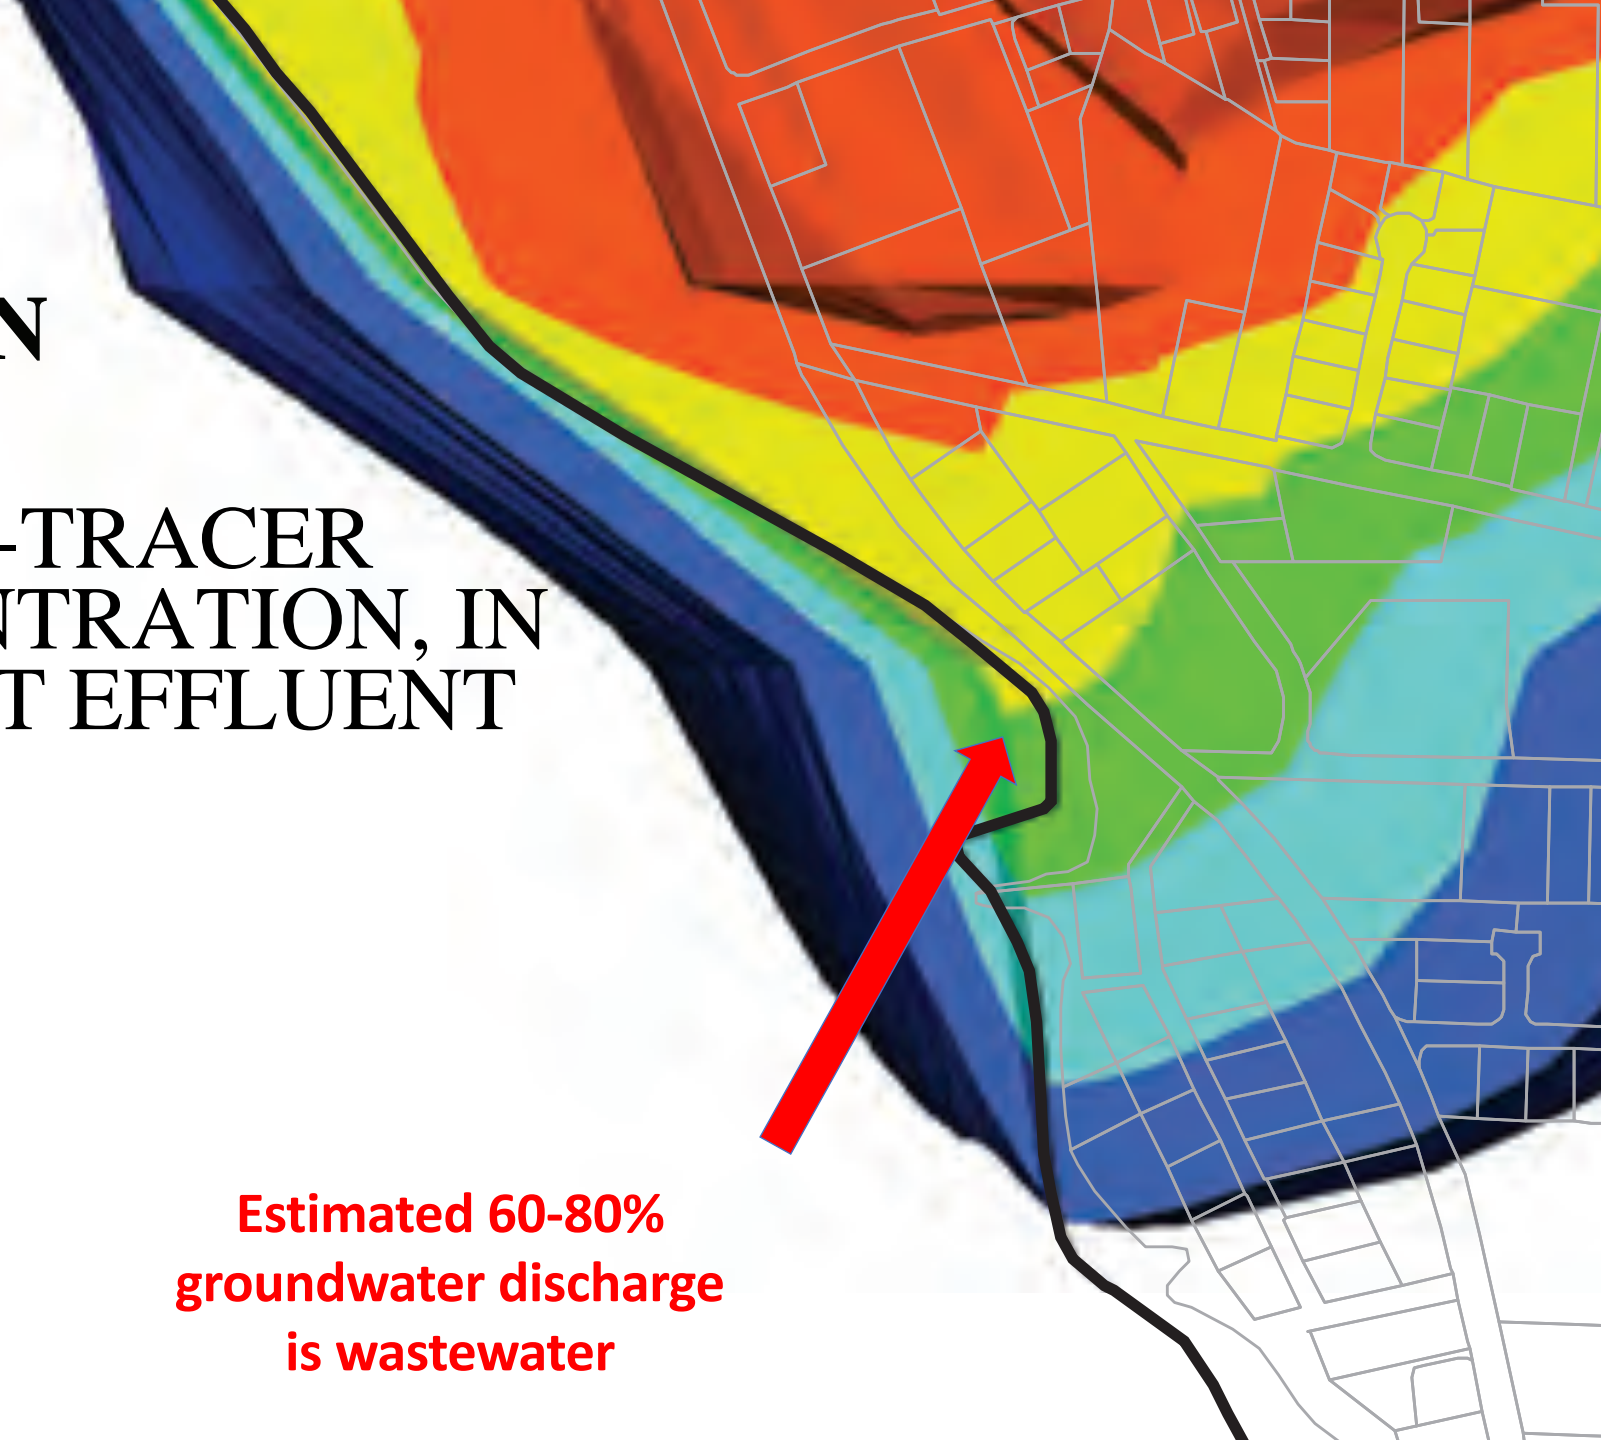 N
-TRACER
NTRATION, IN
T EFFLUENT
Estimated 60-80%
groundwater discharge
is wastewater